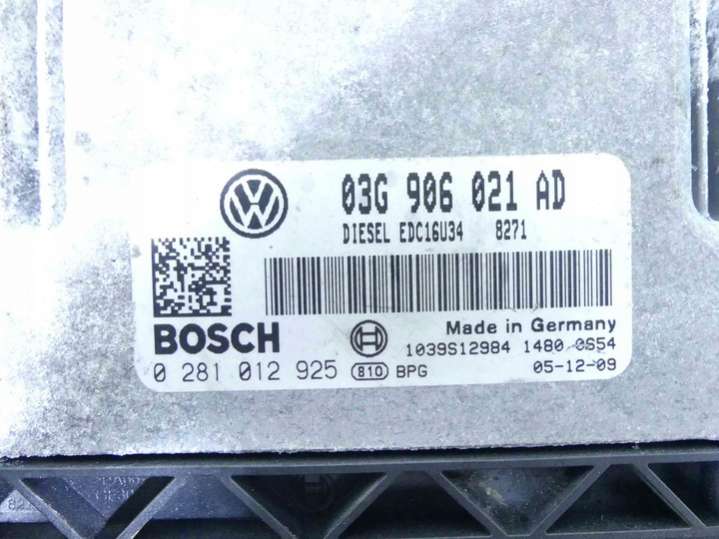 03G 906 021 AD
DIESEL EDC16U34 8271
BOSCH
Made in Germany
1039S12984 1480 0S54
0 281 012 925 810 BPG 05-12-09